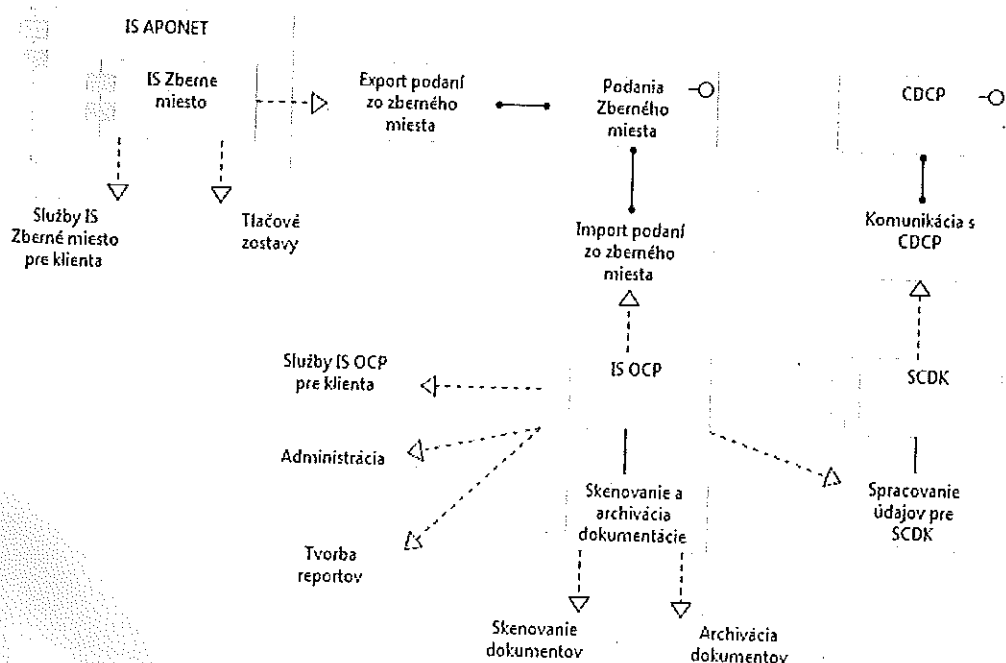 IS APONET
IS Zberne
miesto
Export podaní
zo zberného
miesta
Podania
Zberného
miesta
CDCP
Služby IS
Zberné miesto
pre klienta
Tlačové
zostavy
Import podaní
zo zberného
miesta
Komunikácia s
CDCP
Služby IS OCP
pre klienta
IS OCP
SCDK
Administrácia
Skenovanie a
archivácia
dokumentácie
Spracovanie
údajov pre
SCDK
Tvorba
reportov
Skenovanie
dokumentov
Archivácia
dokumentov